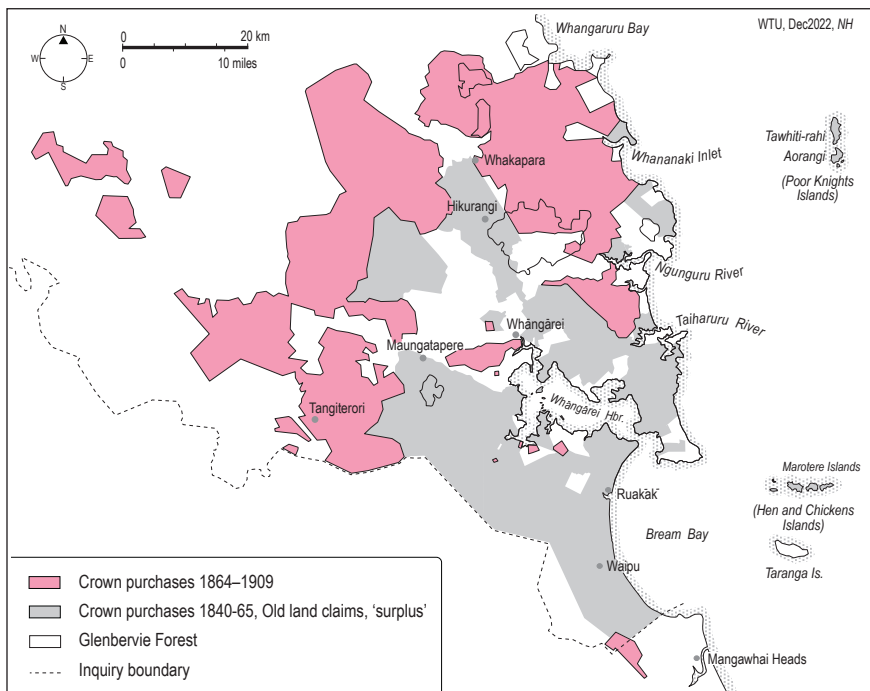 WTU, Dec2022, NH
N
W
E
S
0
20 km
0
10 miles
Whangaruru Bay
Tawhiti-rahi
Aorangi
(Poor Knights
Islands)
Whananaki Inlet
Whakapara
Hikurangi
Ngunguru River
Taiharuru River
Whāngārei
Maungatapere
Tangiterori
Whāngārei Hbr.
Marotere Islands
(Hen and Chickens
Islands)
Taranga Is.
Ruakāk¯
Bream Bay
Waipu
Mangawhai Heads
Crown purchases 1864–1909
Crown purchases 1840-65, Old land claims, ‘surplus’
Glenbervie Forest
Inquiry boundary